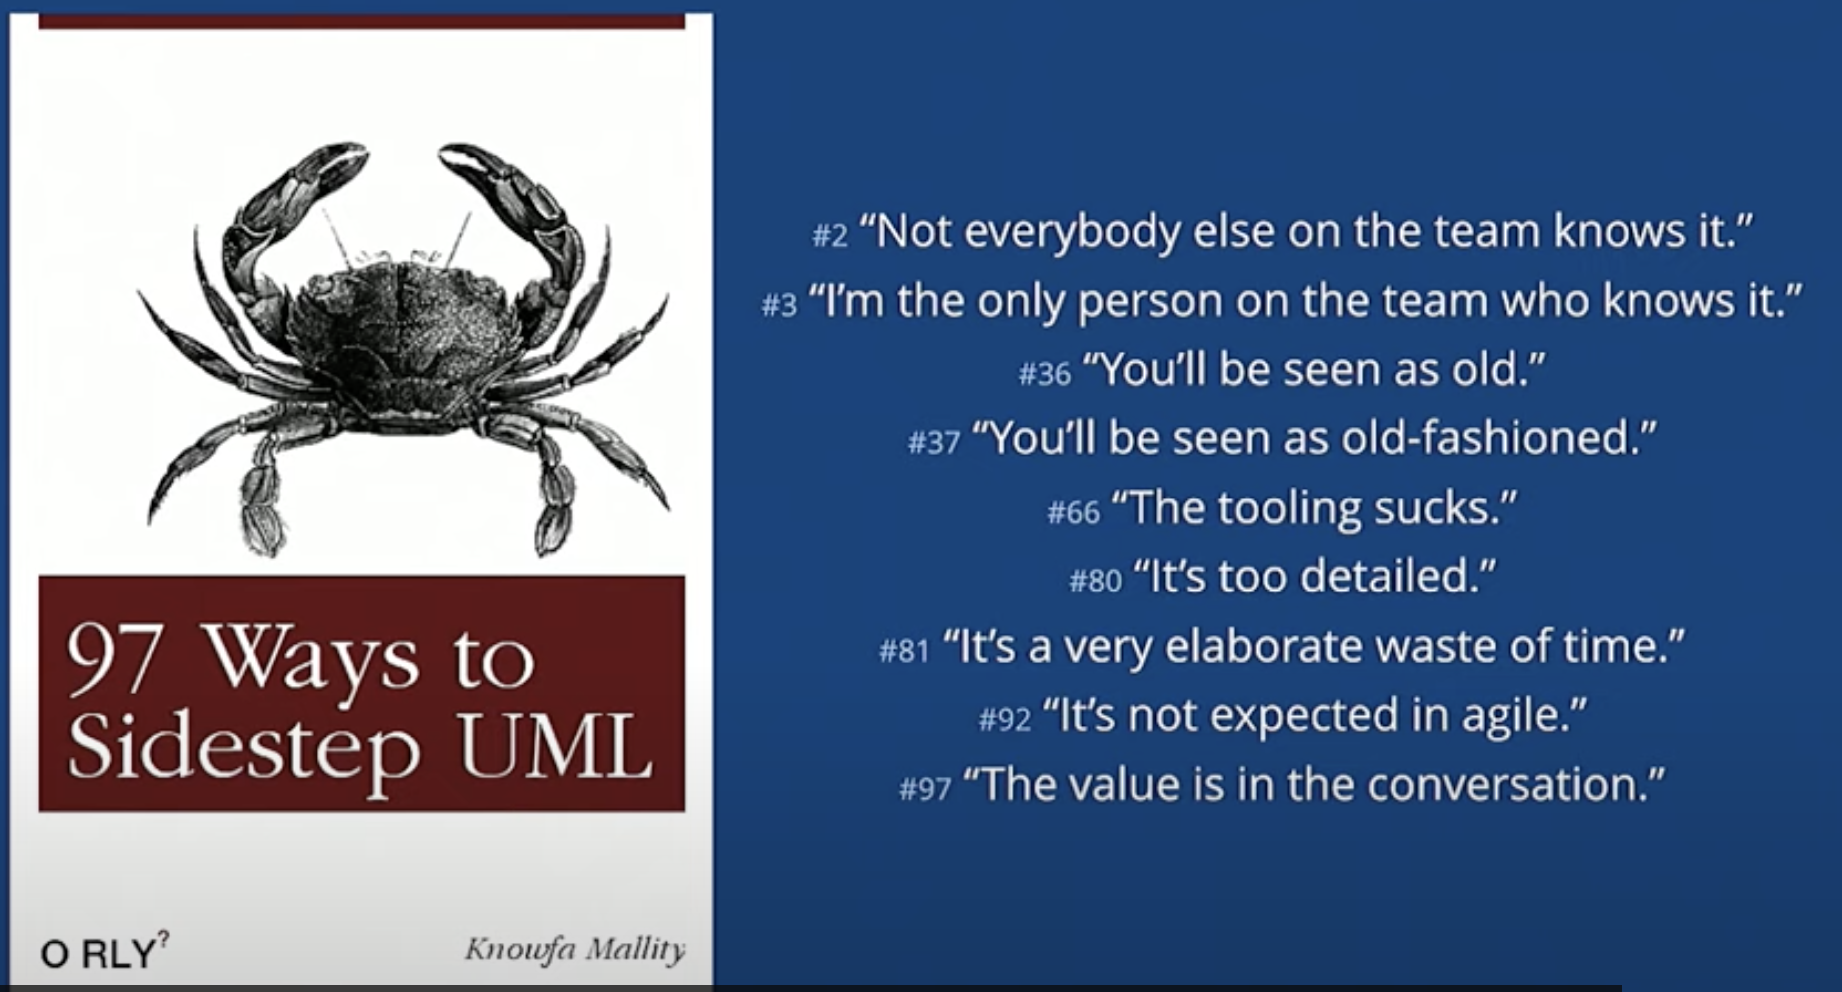 97 Ways to
Sidestep UML
O RLY?
Knowfa Mallity
#2 “Not everybody else on the team knows it.”
#3 “I’m the only person on the team who knows it.”
#36 “You’ll be seen as old.”
#37 “You’ll be seen as old-fashioned.”
#66 “The tooling sucks.”
#80 “It’s too detailed.”
#81 “It’s a very elaborate waste of time.”
#92 “It’s not expected in agile.”
#97 “The value is in the conversation.”